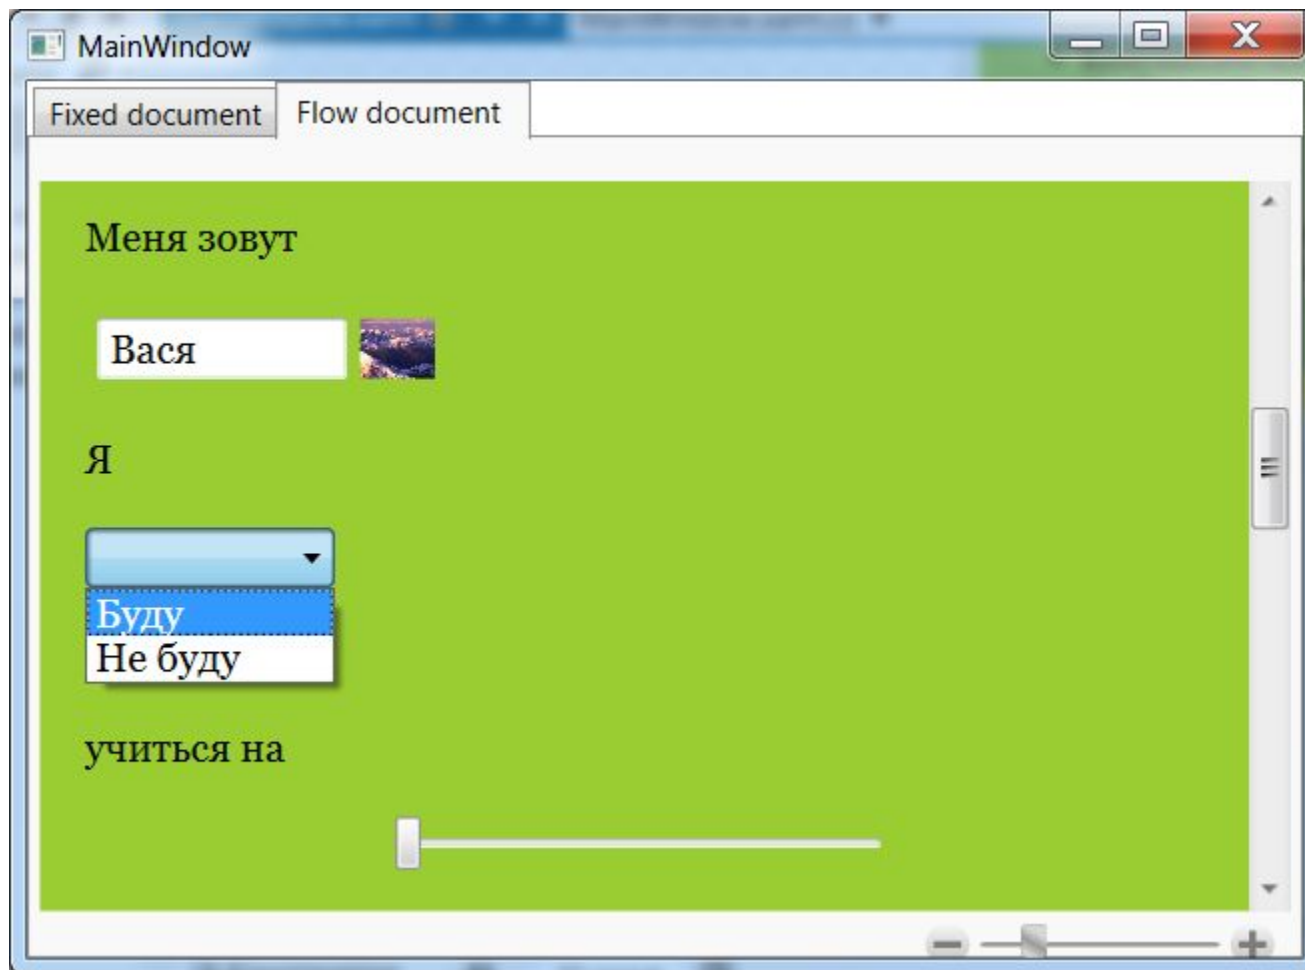 MainWindow
Fixed document
Flow document
Меня зовут
Вася
Я
Буду
Не буду
учиться на